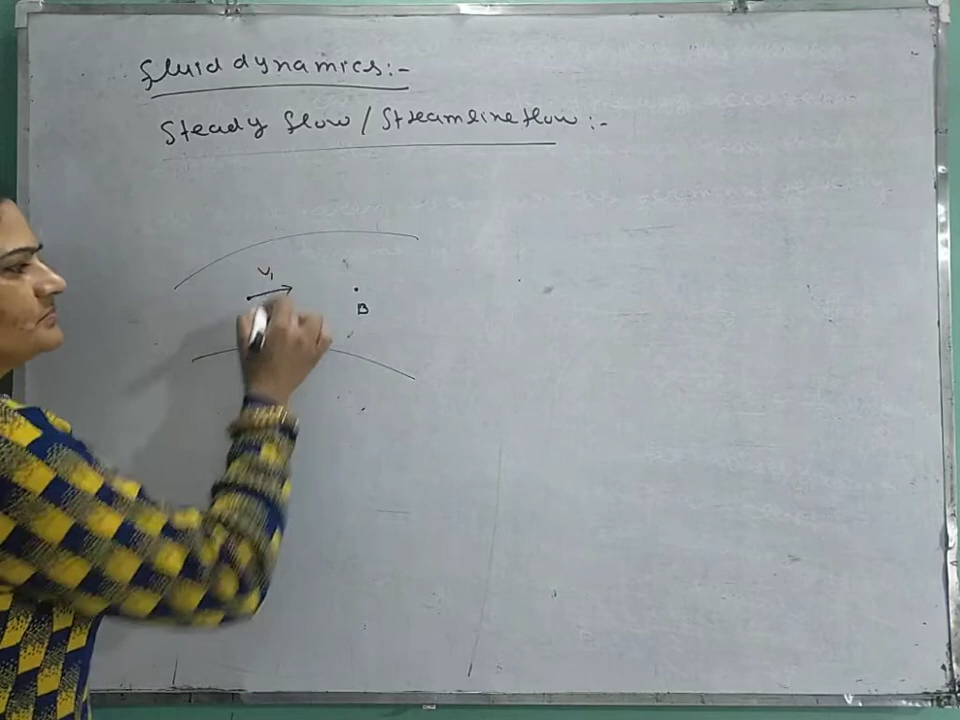 Fluid dynamics:-
Steady flow / Streamline flow :-
V₁
B